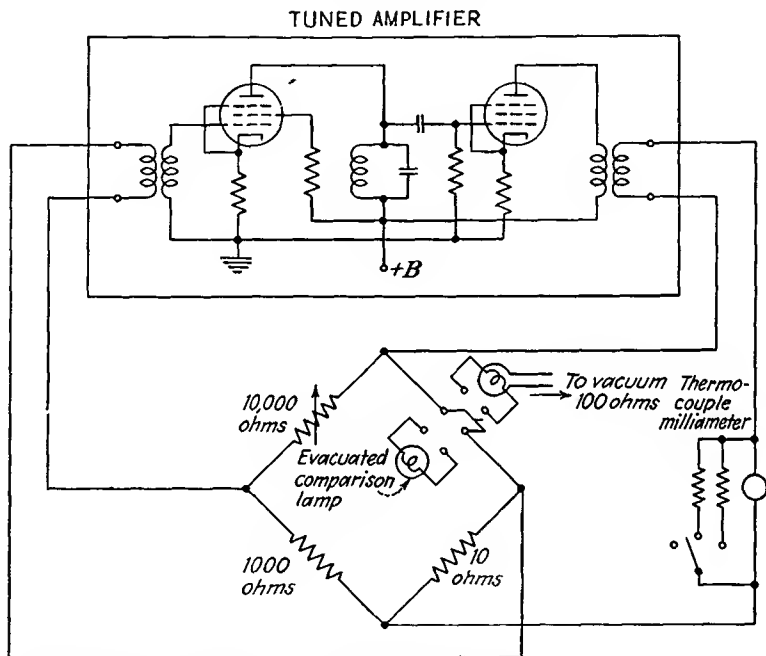 TUNED AMPLIFIER
+B
10,000
ohms
To vacuum
100 ohms
Thermo-
couple
milliameter
Evacuated
comparison
lamp
1000
ohms
10
ohms